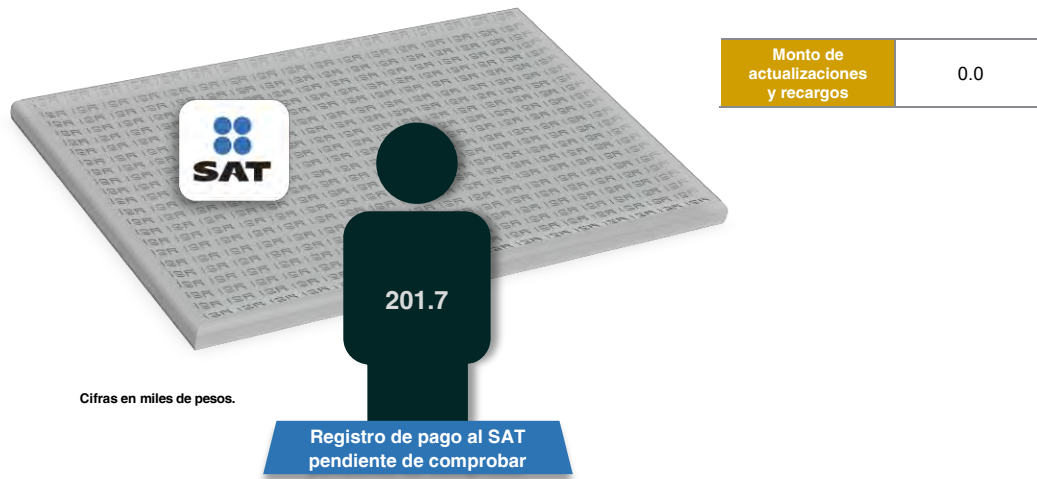 Monto de
actualizaciones
y recargos
0.0
SAT
201.7
Cifras en miles de pesos.
Registro de pago al SAT
pendiente de comprobar